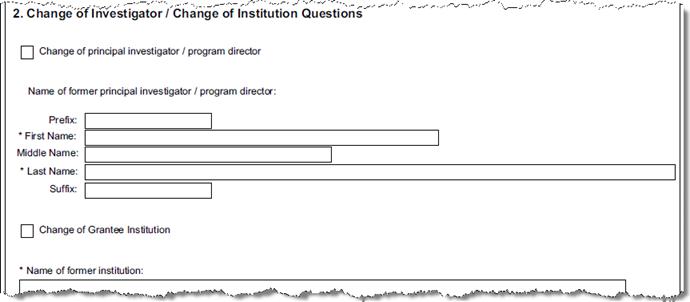 2. Change of Investigator / Change of Institution Questions
Change of principal investigator / program director
Name of former principal investigator / program director:
Prefix:
* First Name:
Middle Name:
* Last Name:
Suffix:
Change of Grantee Institution
* Name of former institution: